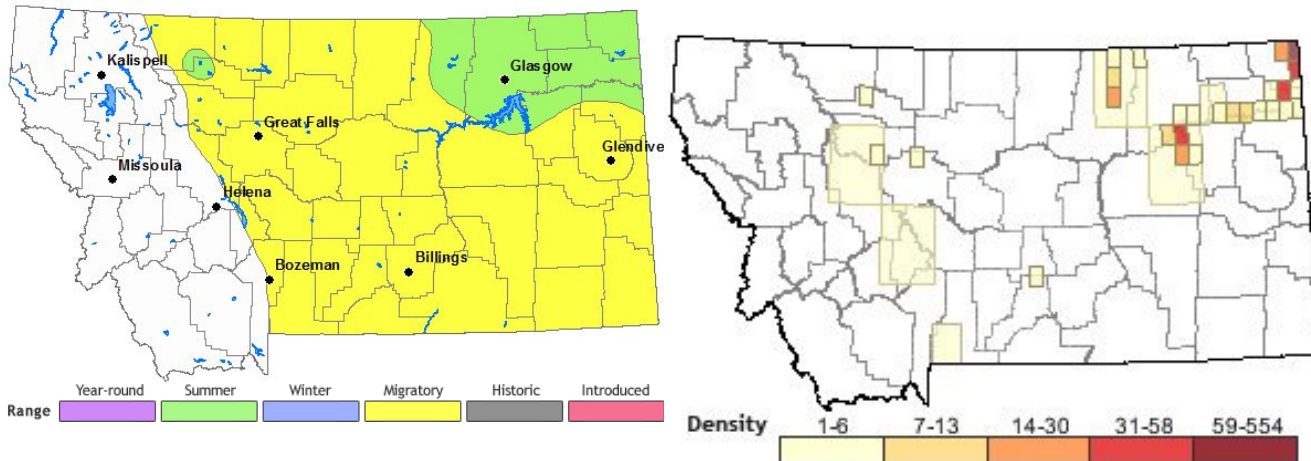 Kalispell
Glasgow
Great Falls
Glendive
Missoula
Helena
Bozeman
Billings
Year-round Summer Winter Migratory Historic Introduced
Range
Density 1-6 7-13 14-30 31-58 59-554